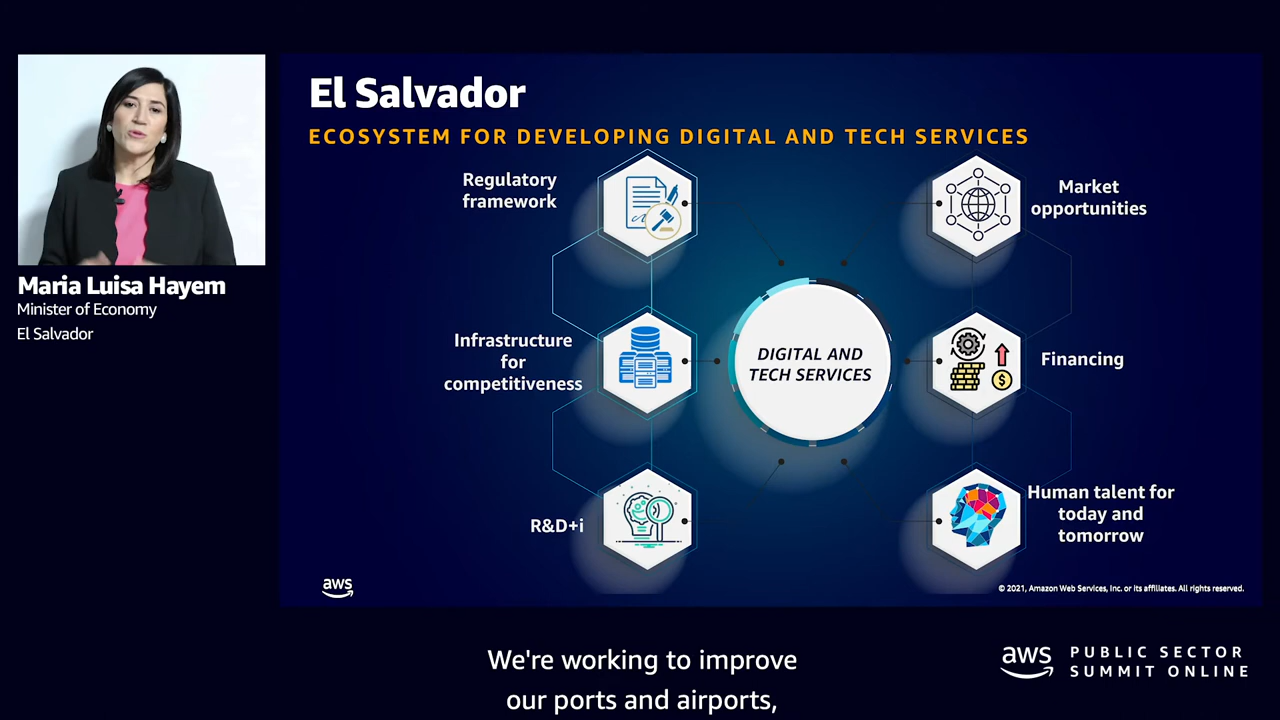 Maria Luisa Hayem
Minister of Economy
El Salvador
El Salvador
ECOSYSTEM FOR DEVELOPING DIGITAL AND TECH SERVICES
Regulatory
framework
Market
opportunities
Infrastructure
for
competitiveness
DIGITAL AND
TECH SERVICES
Financing
R&D+i
Human talent for
today and
tomorrow
aws
© 2021, Amazon Web Services, Inc. or its affiliates. All rights reserved.
We're working to improve
our ports and airports,
aws
PUBLIC SECTOR
SUMMIT ONLINE